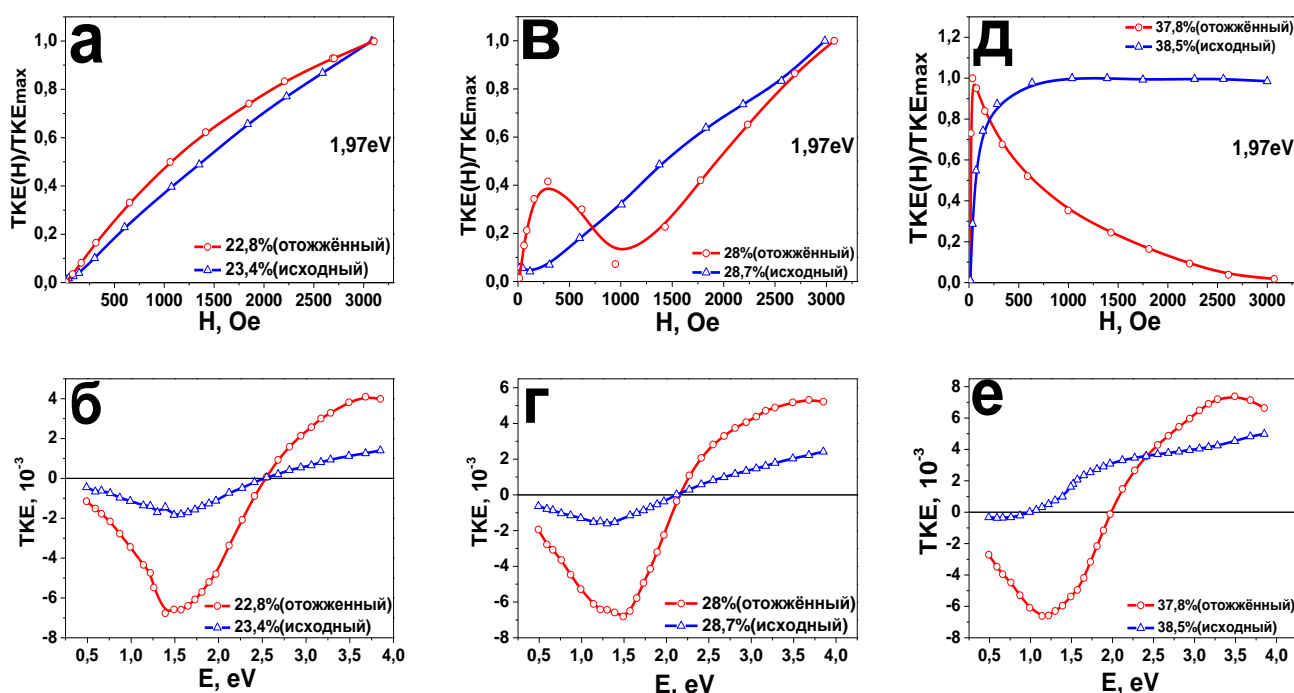 а
TKE(H)/TKEmax
1,0
0,8
0,6
0,4
0,2
0,0
1,97eV
22,8%(отожжённый)
23,4%(исходный)
500 1000 1500 2000 2500 3000
H, Oe
в
TKE(H)/TKEmax
1,0
0,8
0,6
0,4
0,2
0,0
1,97eV
28%(отожжённый)
28,7%(исходный)
0 500 1000 1500 2000 2500 3000
H, Oe
д
TKE(H)/TKEmax
1,2
1,0
0,8
0,6
0,4
0,2
0,0
37,8%(отожжённый)
38,5%(исходный)
1,97eV
0 500 1000 1500 2000 2500 3000
H, Oe
б
TKE, 10⁻³
4
2
0
-2
-4
-6
-8
22,8%(отожженный)
23,4%(исходный)
0,5 1,0 1,5 2,0 2,5 3,0 3,5 4,0
E, eV
г
TKE, 10⁻³
6
4
2
0
-2
-4
-6
-8
28%(отожжённый)
28,7%(исходный)
0,5 1,0 1,5 2,0 2,5 3,0 3,5 4,0
E, eV
е
TKE, 10⁻³
8
6
4
2
0
-2
-4
-6
-8
37,8%(отожжённый)
38,5%(исходный)
0,5 1,0 1,5 2,0 2,5 3,0 3,5 4,0
E, eV